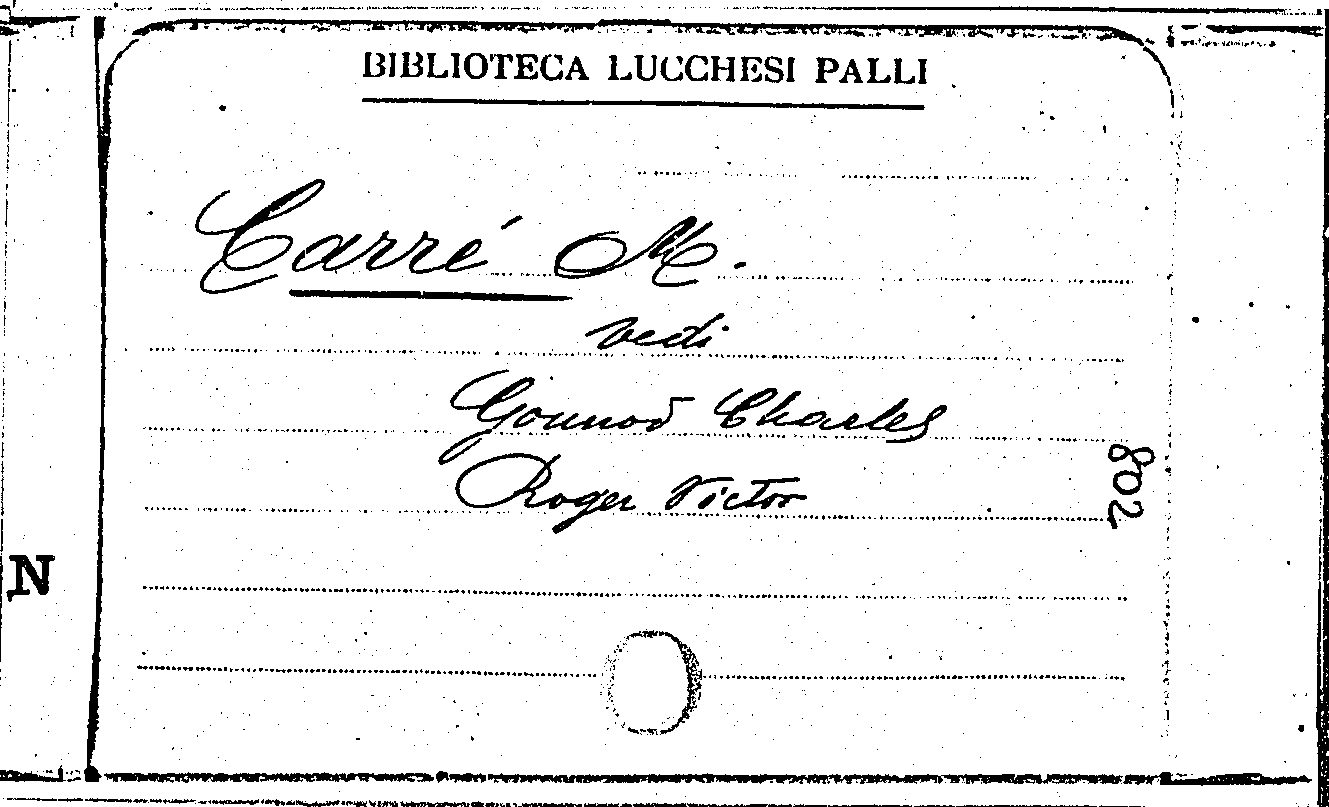 BIBLIOTECA LUCCHESI PALLI
Carré M.
vedi
Gounod Charles
Roger Victor
802
N